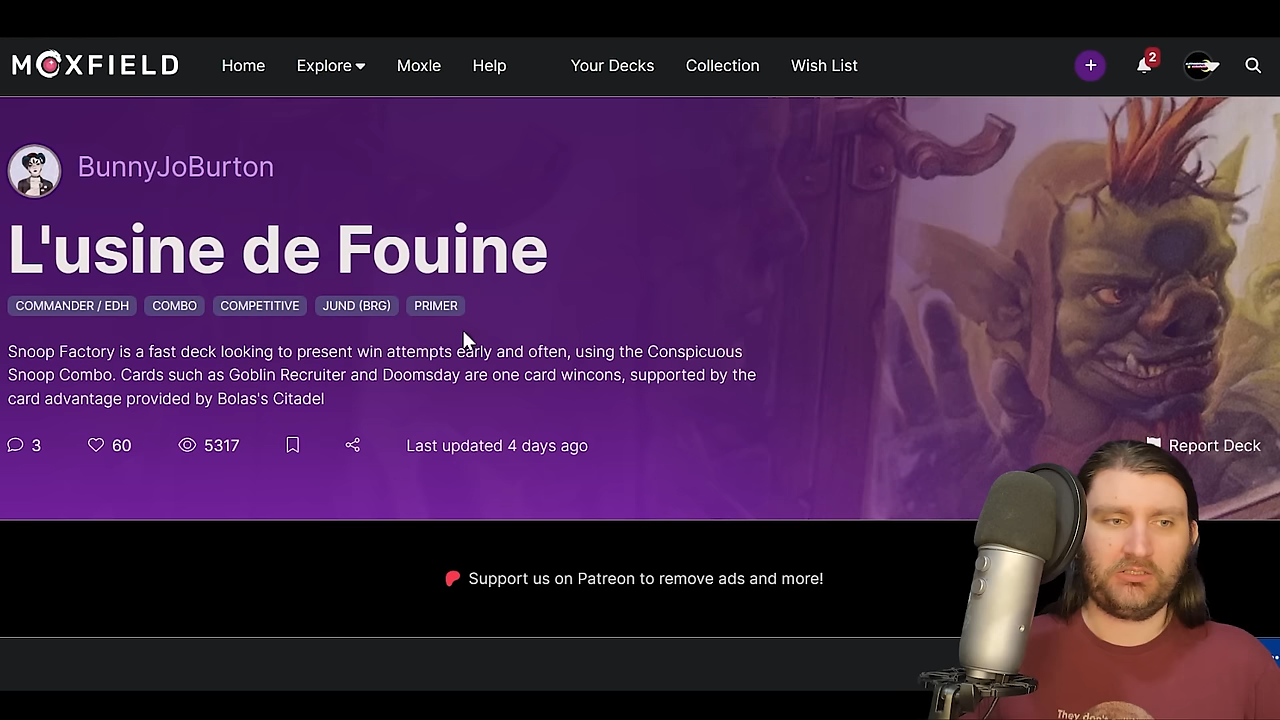 MOXFIELD Home Explore Moxle Help Your Decks Collection Wish List + 2
BunnyJoBurton
L'usine de Fouine
COMMANDER / EDH COMBO COMPETITIVE JUND (BRG) PRIMER
Snoop Factory is a fast deck looking to present win attempts early and often, using the Conspicuous
Snoop Combo. Cards such as Goblin Recruiter and Doomsday are one card wincons, supported by the
card advantage provided by Bolas's Citadel
3 60 5317 Last updated 4 days ago Report Deck
Support us on Patreon to remove ads and more!
They don't